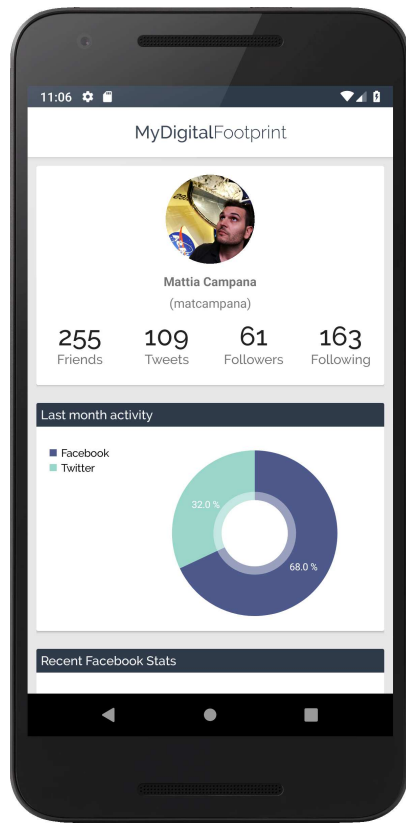 11:06
MyDigitalFootprint
Mattia Campana
(matcampana)
255 109 61 163
Friends Tweets Followers Following
Last month activity
Facebook
Twitter
32.0 %
68.0 %
Recent Facebook Stats